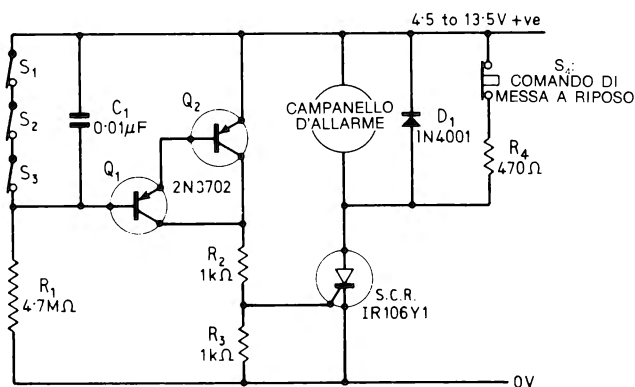 4.5 to 13.5V +ve
S1
S2
S3
C1
0.01µF
Q2
Q1
2N3702
CAMPANELLO
D'ALLARME
D1
1N4001
S4:
COMANDO DI
MESSA A RIPOSO
R4
470Ω
R1
4.7MΩ
R2
1kΩ
R3
1kΩ
S.C.R.
IR106Y1
0V